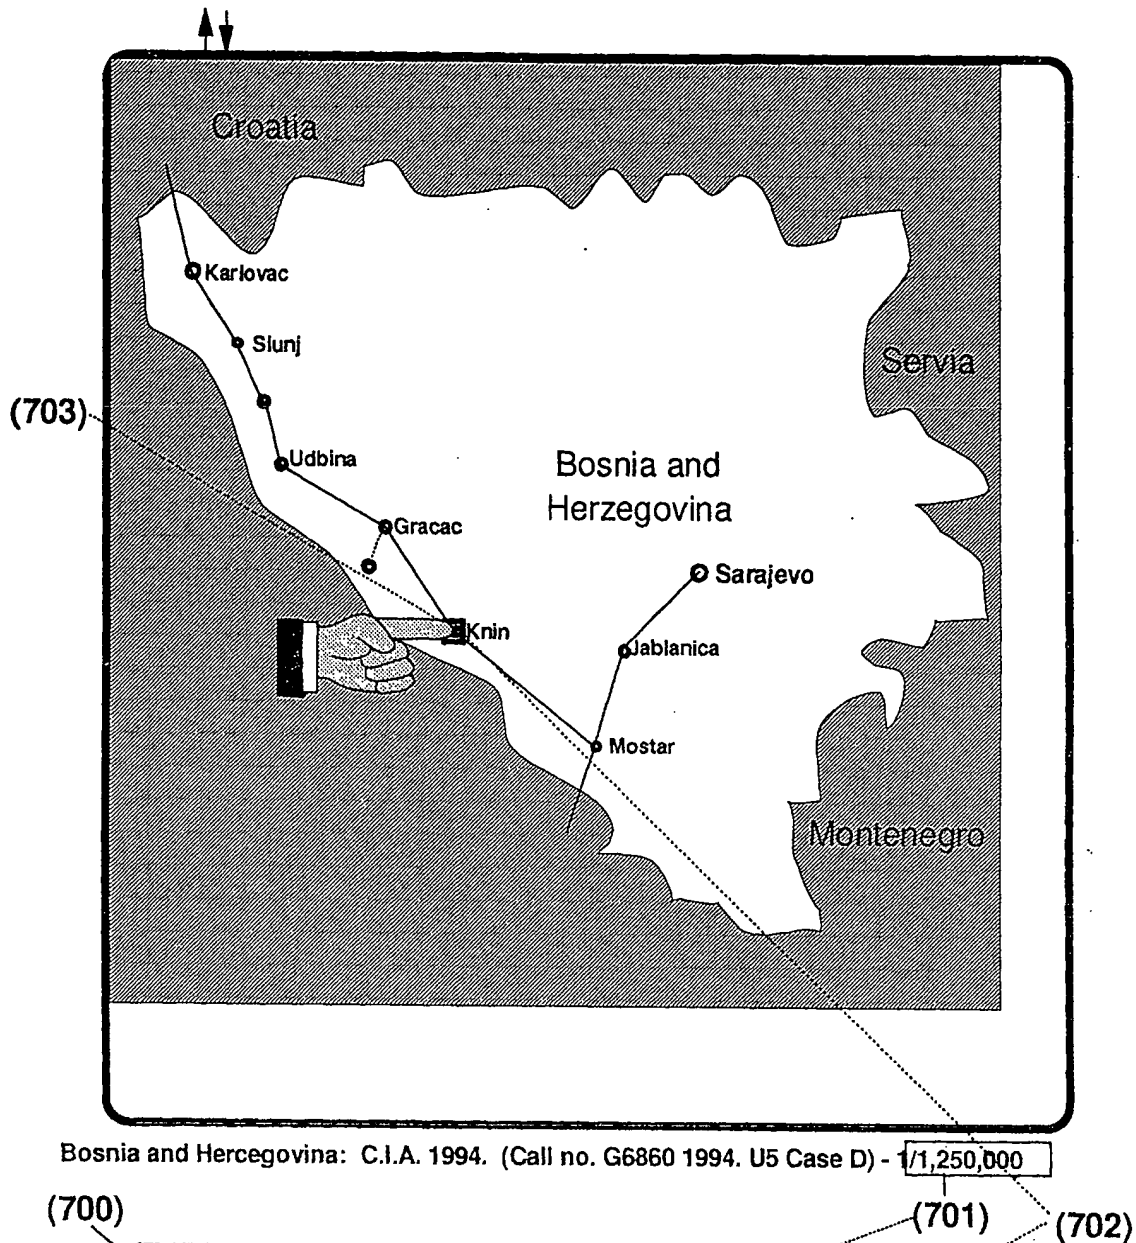 Croatia
Karlovac
Slunj
Servia
(703)
Udbina
Bosnia and
Herzegovina
Gracac
Sarajevo
Knin
Jablanica
Mostar
Montenegro
Bosnia and Hercegovina: C.I.A. 1994. (Call no. G6860 1994. U5 Case D) - 1/1,250,000
(700)
(701)
(702)